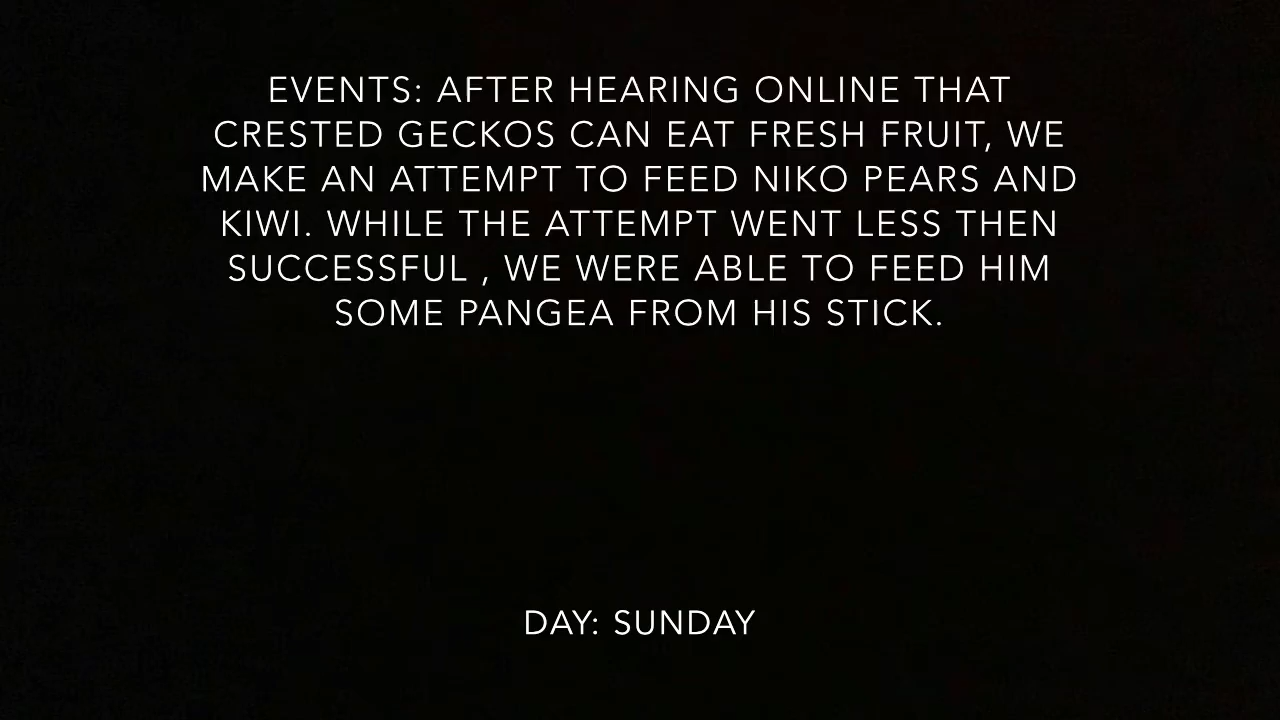 EVENTS: AFTER HEARING ONLINE THAT
CRESTED GECKOS CAN EAT FRESH FRUIT, WE
MAKE AN ATTEMPT TO FEED NIKO PEARS AND
KIWI. WHILE THE ATTEMPT WENT LESS THEN
SUCCESSFUL , WE WERE ABLE TO FEED HIM
SOME PANGEA FROM HIS STICK.
DAY: SUNDAY